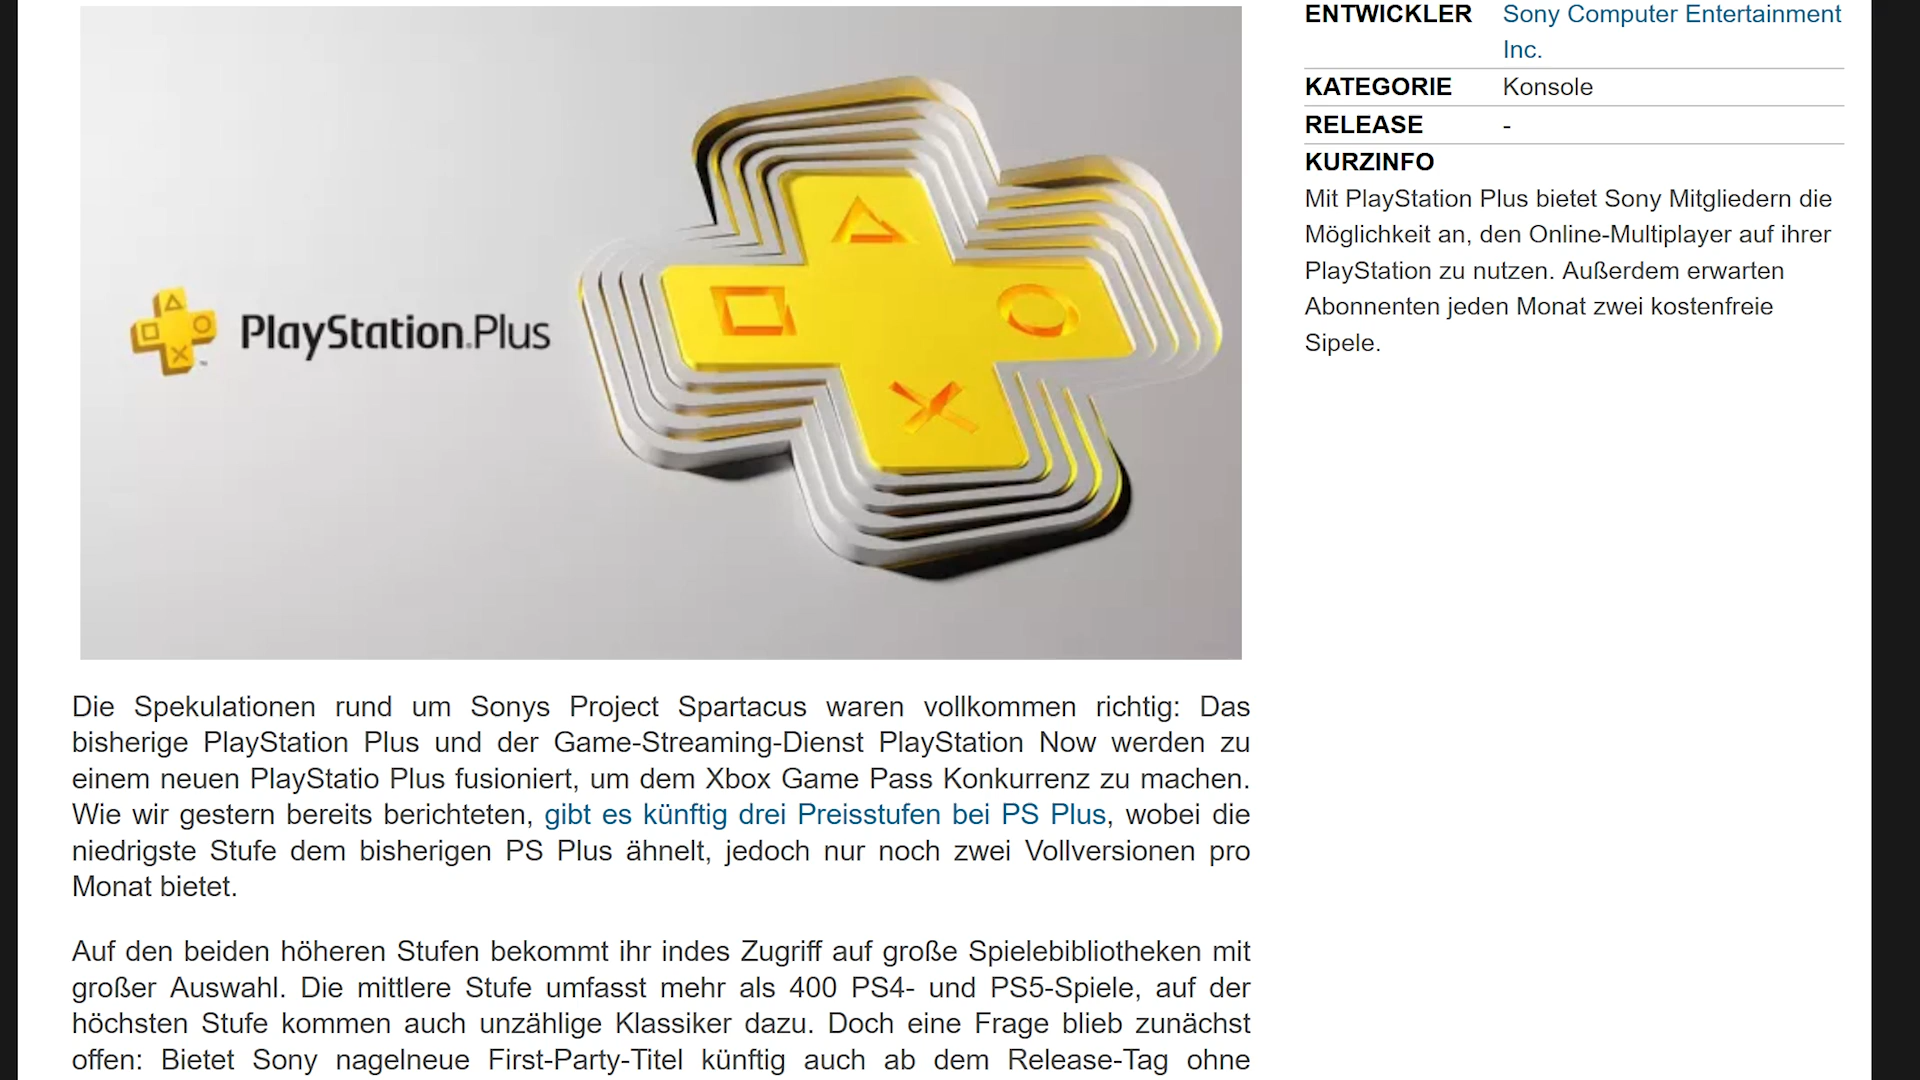 PlayStation.Plus
™
Die Spekulationen rund um Sonys Project Spartacus waren vollkommen richtig: Das
bisherige PlayStation Plus und der Game-Streaming-Dienst PlayStation Now werden zu
einem neuen PlayStatio Plus fusioniert, um dem Xbox Game Pass Konkurrenz zu machen.
Wie wir gestern bereits berichteten, gibt es künftig drei Preisstufen bei PS Plus, wobei die
niedrigste Stufe dem bisherigen PS Plus ähnelt, jedoch nur noch zwei Vollversionen pro
Monat bietet.
Auf den beiden höheren Stufen bekommt ihr indes Zugriff auf große Spielebibliotheken mit
großer Auswahl. Die mittlere Stufe umfasst mehr als 400 PS4- und PS5-Spiele, auf der
höchsten Stufe kommen auch unzählige Klassiker dazu. Doch eine Frage blieb zunächst
offen: Bietet Sony nagelneue First-Party-Titel künftig auch ab dem Release-Tag ohne
ENTWICKLER Sony Computer Entertainment
Inc.
KATEGORIE Konsole
RELEASE -
KURZINFO
Mit PlayStation Plus bietet Sony Mitgliedern die
Möglichkeit an, den Online-Multiplayer auf ihrer
PlayStation zu nutzen. Außerdem erwarten
Abonnenten jeden Monat zwei kostenfreie
Sipele.